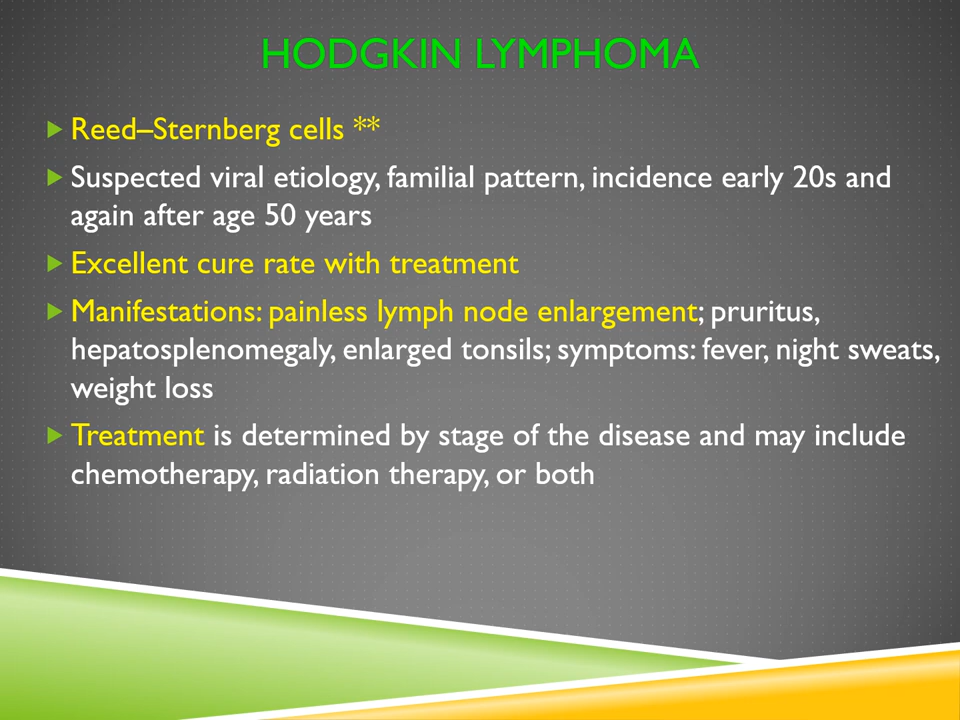 HODGKIN LYMPHOMA
Reed–Sternberg cells **
Suspected viral etiology, familial pattern, incidence early 20s and
again after age 50 years
Excellent cure rate with treatment
Manifestations: painless lymph node enlargement; pruritus,
hepatosplenomegaly, enlarged tonsils; symptoms: fever, night sweats,
weight loss
Treatment is determined by stage of the disease and may include
chemotherapy, radiation therapy, or both